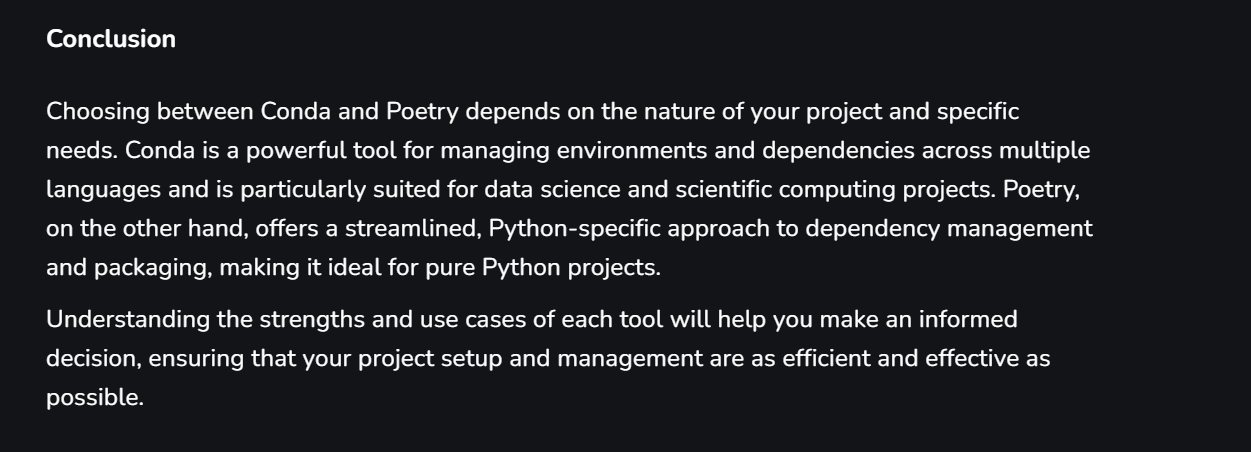 Conclusion
Choosing between Conda and Poetry depends on the nature of your project and specific
needs. Conda is a powerful tool for managing environments and dependencies across multiple
languages and is particularly suited for data science and scientific computing projects. Poetry,
on the other hand, offers a streamlined, Python-specific approach to dependency management
and packaging, making it ideal for pure Python projects.
Understanding the strengths and use cases of each tool will help you make an informed
decision, ensuring that your project setup and management are as efficient and effective as
possible.